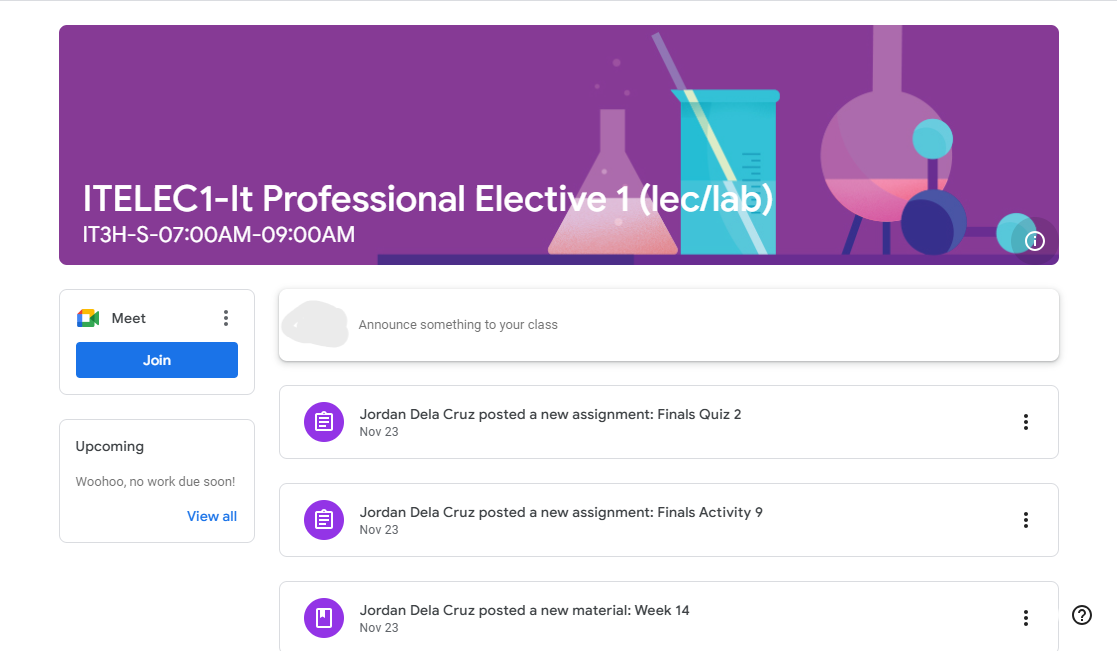 ITELEC1-It Professional Elective 1 (lec/lab)
IT3H-S-07:00AM-09:00AM
Meet
Join
Upcoming
Woohoo, no work due soon!
View all
Announce something to your class
Jordan Dela Cruz posted a new assignment: Finals Quiz 2
Nov 23
Jordan Dela Cruz posted a new assignment: Finals Activity 9
Nov 23
Jordan Dela Cruz posted a new material: Week 14
Nov 23